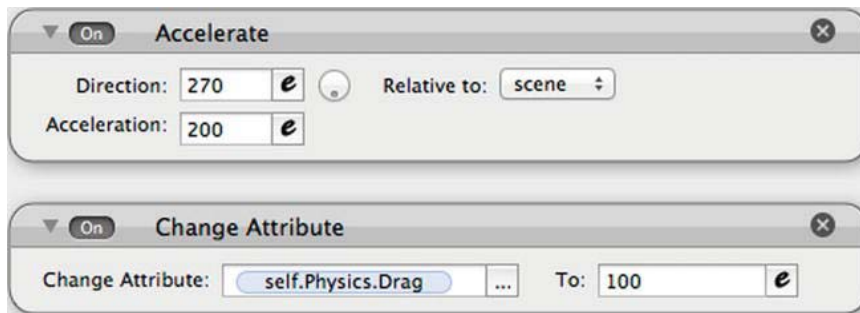 On Accelerate
Direction: 270 e Relative to: scene
Acceleration: 200 e
On Change Attribute
Change Attribute: self.Physics.Drag ... To: 100 e